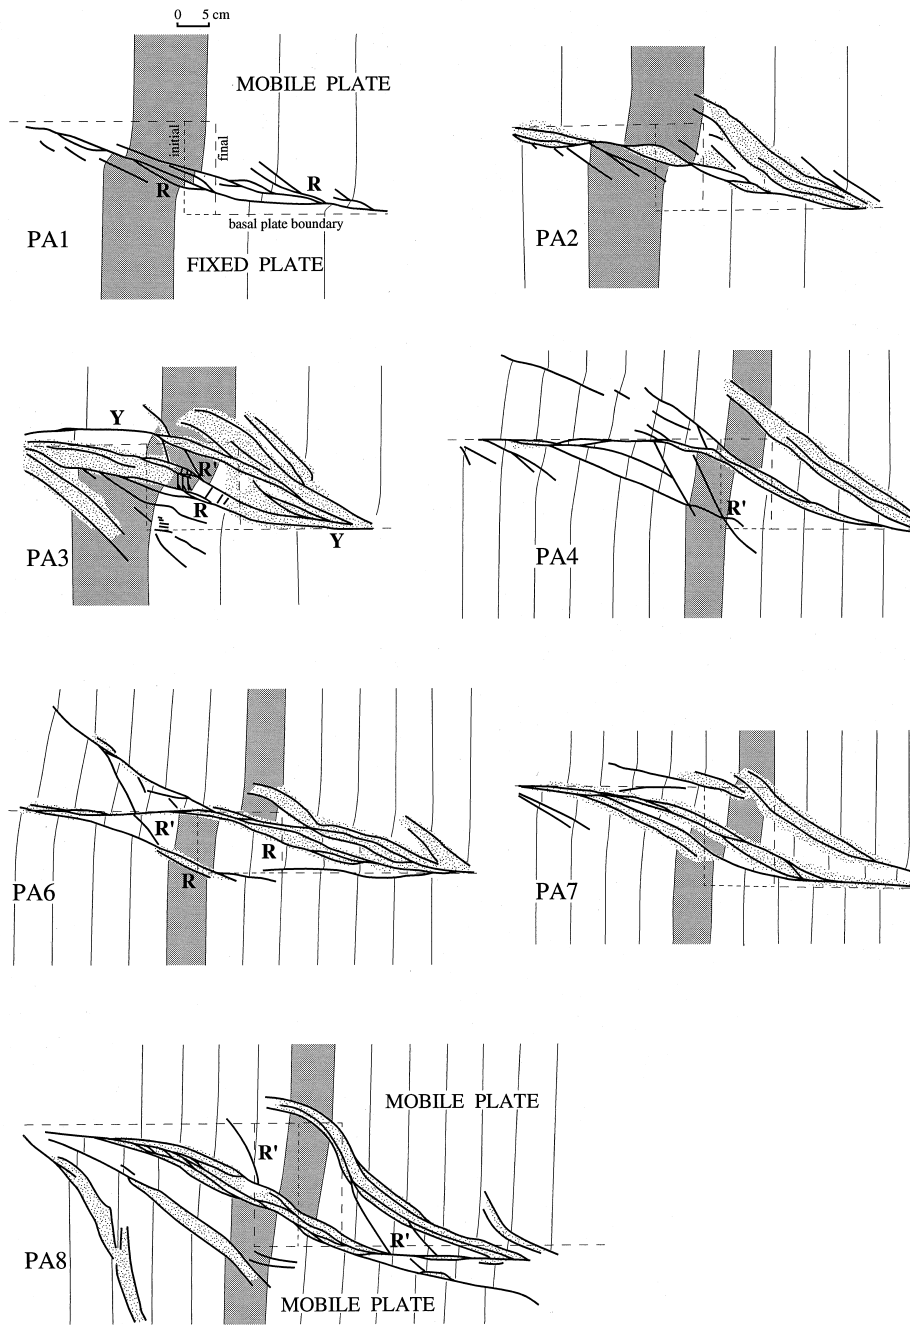 0 5 cm
MOBILE PLATE
initial
final
R
R
basal plate boundary
PA1
FIXED PLATE
PA2
Y
R'
R
Y
PA3
R'
PA4
R'
R
R
PA6
PA7
MOBILE PLATE
R'
R'
PA8
MOBILE PLATE